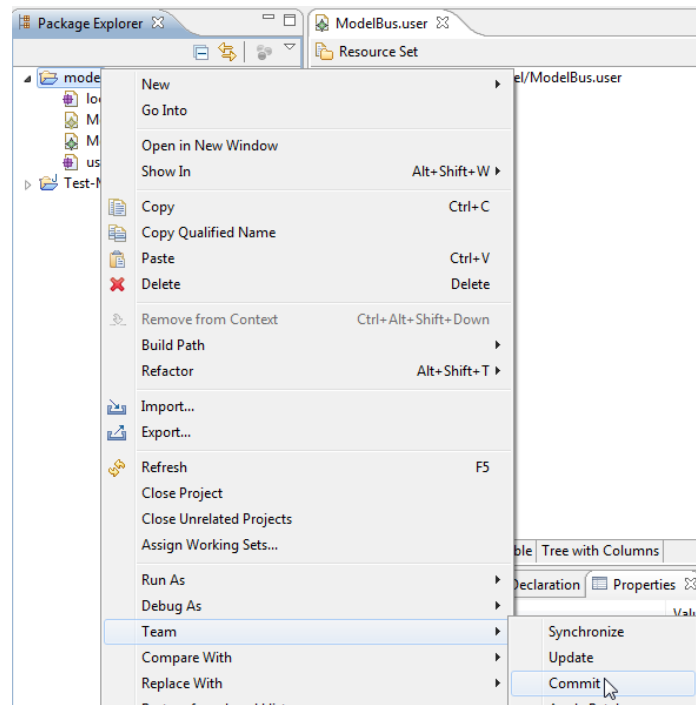 Package Explorer
ModelBus.user
Resource Set
mode
el/ModelBus.user
lo
M
M
us
Test-M
New
Go Into
Open in New Window
Show In Alt+Shift+W
Copy Ctrl+C
Copy Qualified Name
Paste Ctrl+V
Delete Delete
Remove from Context Ctrl+Alt+Shift+Down
Build Path
Refactor Alt+Shift+T
Import...
Export...
Refresh F5
Close Project
Close Unrelated Projects
Assign Working Sets...
ble Tree with Columns
Run As
Declaration Properties
Debug As
Valu
Team
Synchronize
Compare With
Update
Replace With
Commit